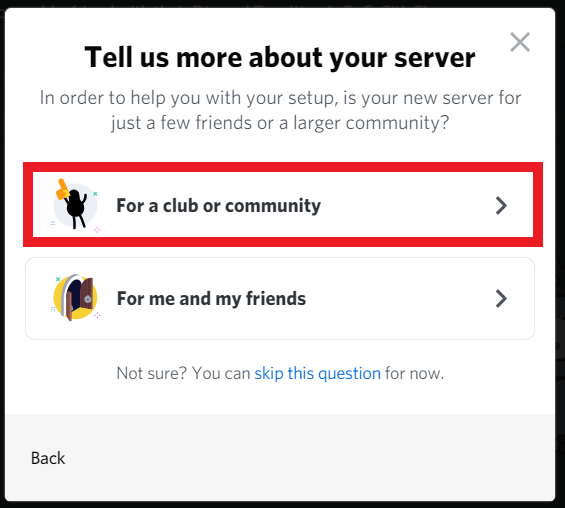 Tell us more about your server
In order to help you with your setup, is your new server for
just a few friends or a larger community?
For a club or community
For me and my friends
Not sure? You can skip this question for now.
Back